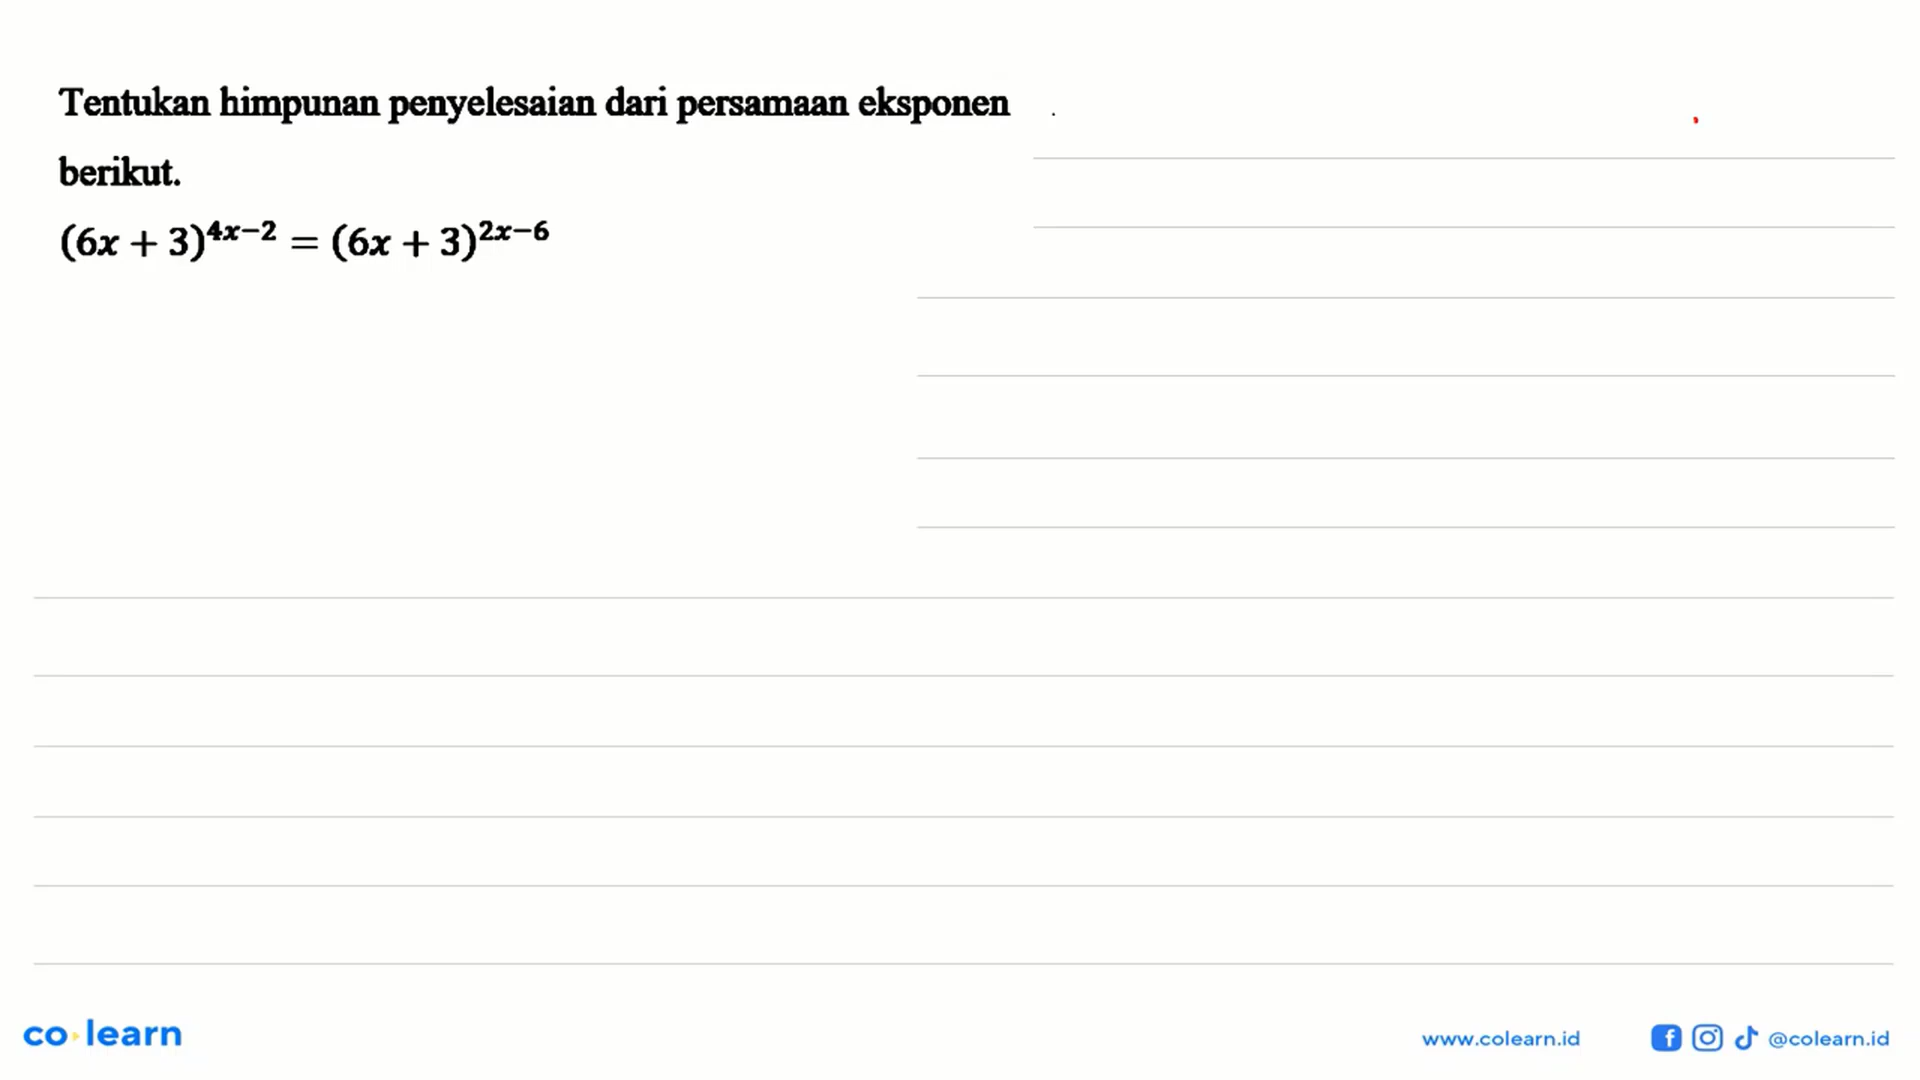 Tentukan himpunan penyelesaian dari persamaan eksponen
berikut.
(6x + 3)^{4x−2} = (6x + 3)^{2x−6}
co learn
www.colearn.id @colearn.id